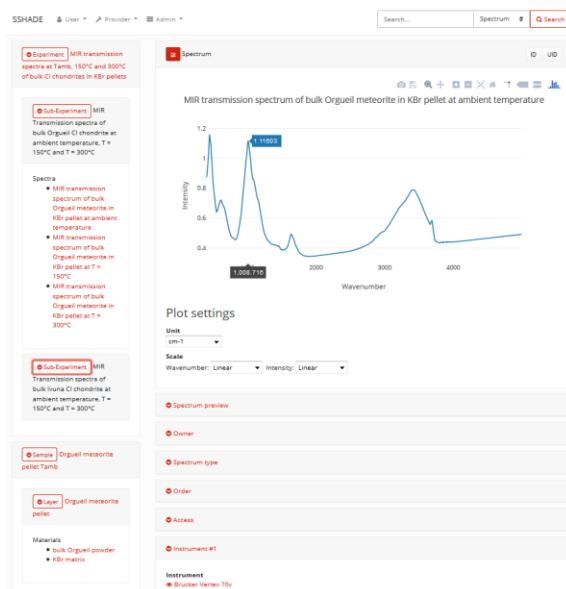 SSHADE User Provider Admin Search... Spectrum Search
Experiment MIR transmission
spectra at Tamb, 150°C and 300°C
of bulk CI chondrites in KBr pellets
Sub-Experiment MIR
Transmission spectra of
bulk Orgueil CI chondrite at
ambient temperature, T =
150°C and T = 300°C
Spectra
MIR transmission
spectrum of bulk
Orgueil meteorite in
KBr pellet at ambient
temperature
MIR transmission
spectrum of bulk
Orgueil meteorite in
KBr pellet at T =
150°C
MIR transmission
spectrum of bulk
Orgueil meteorite in
KBr pellet at T =
300°C
Sub-Experiment MIR
Transmission spectra of
bulk Ivuna CI chondrite at
ambient temperature, T =
150°C and T = 300°C
Sample Orgueil meteorite
pellet Tamb
Layer Orgueil meteorite
pellet
Materials
bulk Orgueil powder
KBr matrix
Spectrum ID UID
MIR transmission spectrum of bulk Orgueil meteorite in KBr pellet at ambient temperature
1.2
1.11603
1
0.8
0.6
0.4
Intensity
1,008.716 2000 3000 4000
Wavenumber
Plot settings
Unit
cm-1
Scale
Wavenumber: Linear Intensity: Linear
Spectrum preview
Owner
Spectrum type
Order
Access
Instrument #1
Instrument
Brucker Vertex 70v